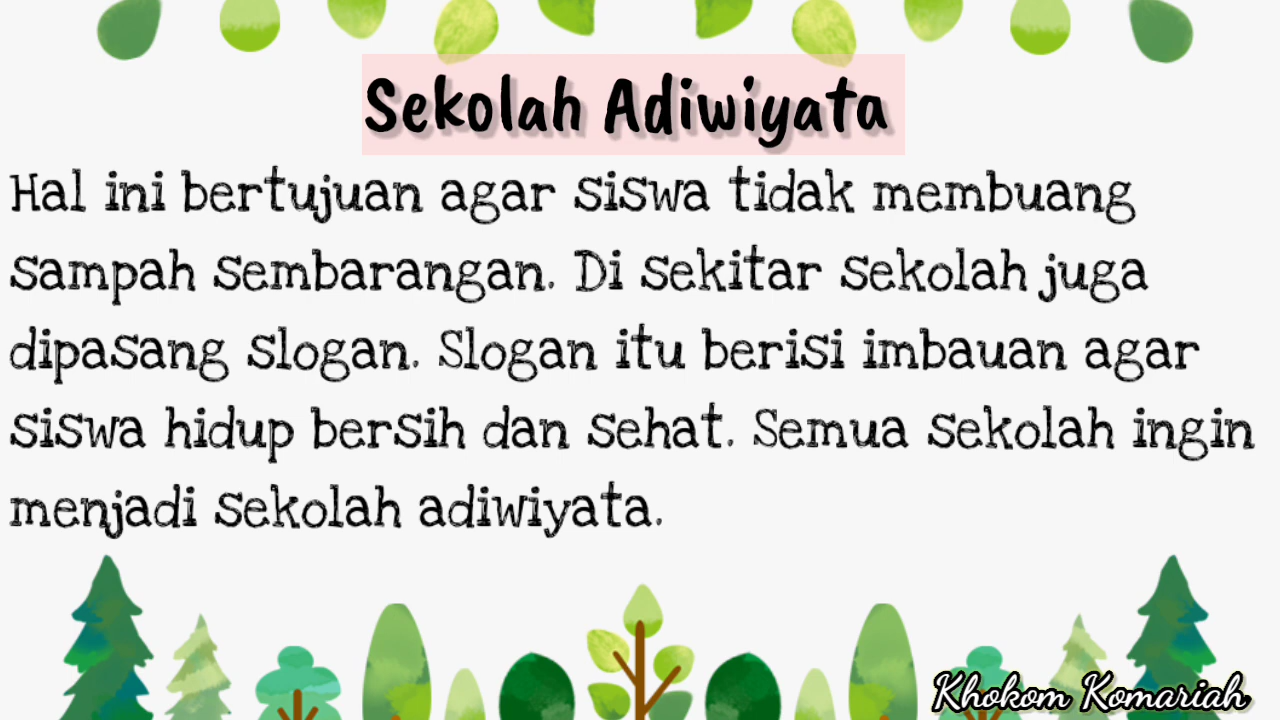 Sekolah Adiwiyata
Hal ini bertujuan agar siswa tidak membuang
sampah sembarangan. Di sekitar sekolah juga
dipasang slogan. Slogan itu berisi imbauan agar
siswa hidup bersih dan sehat. Semua sekolah ingin
menjadi sekolah adiwiyata.
Khokom Komariah